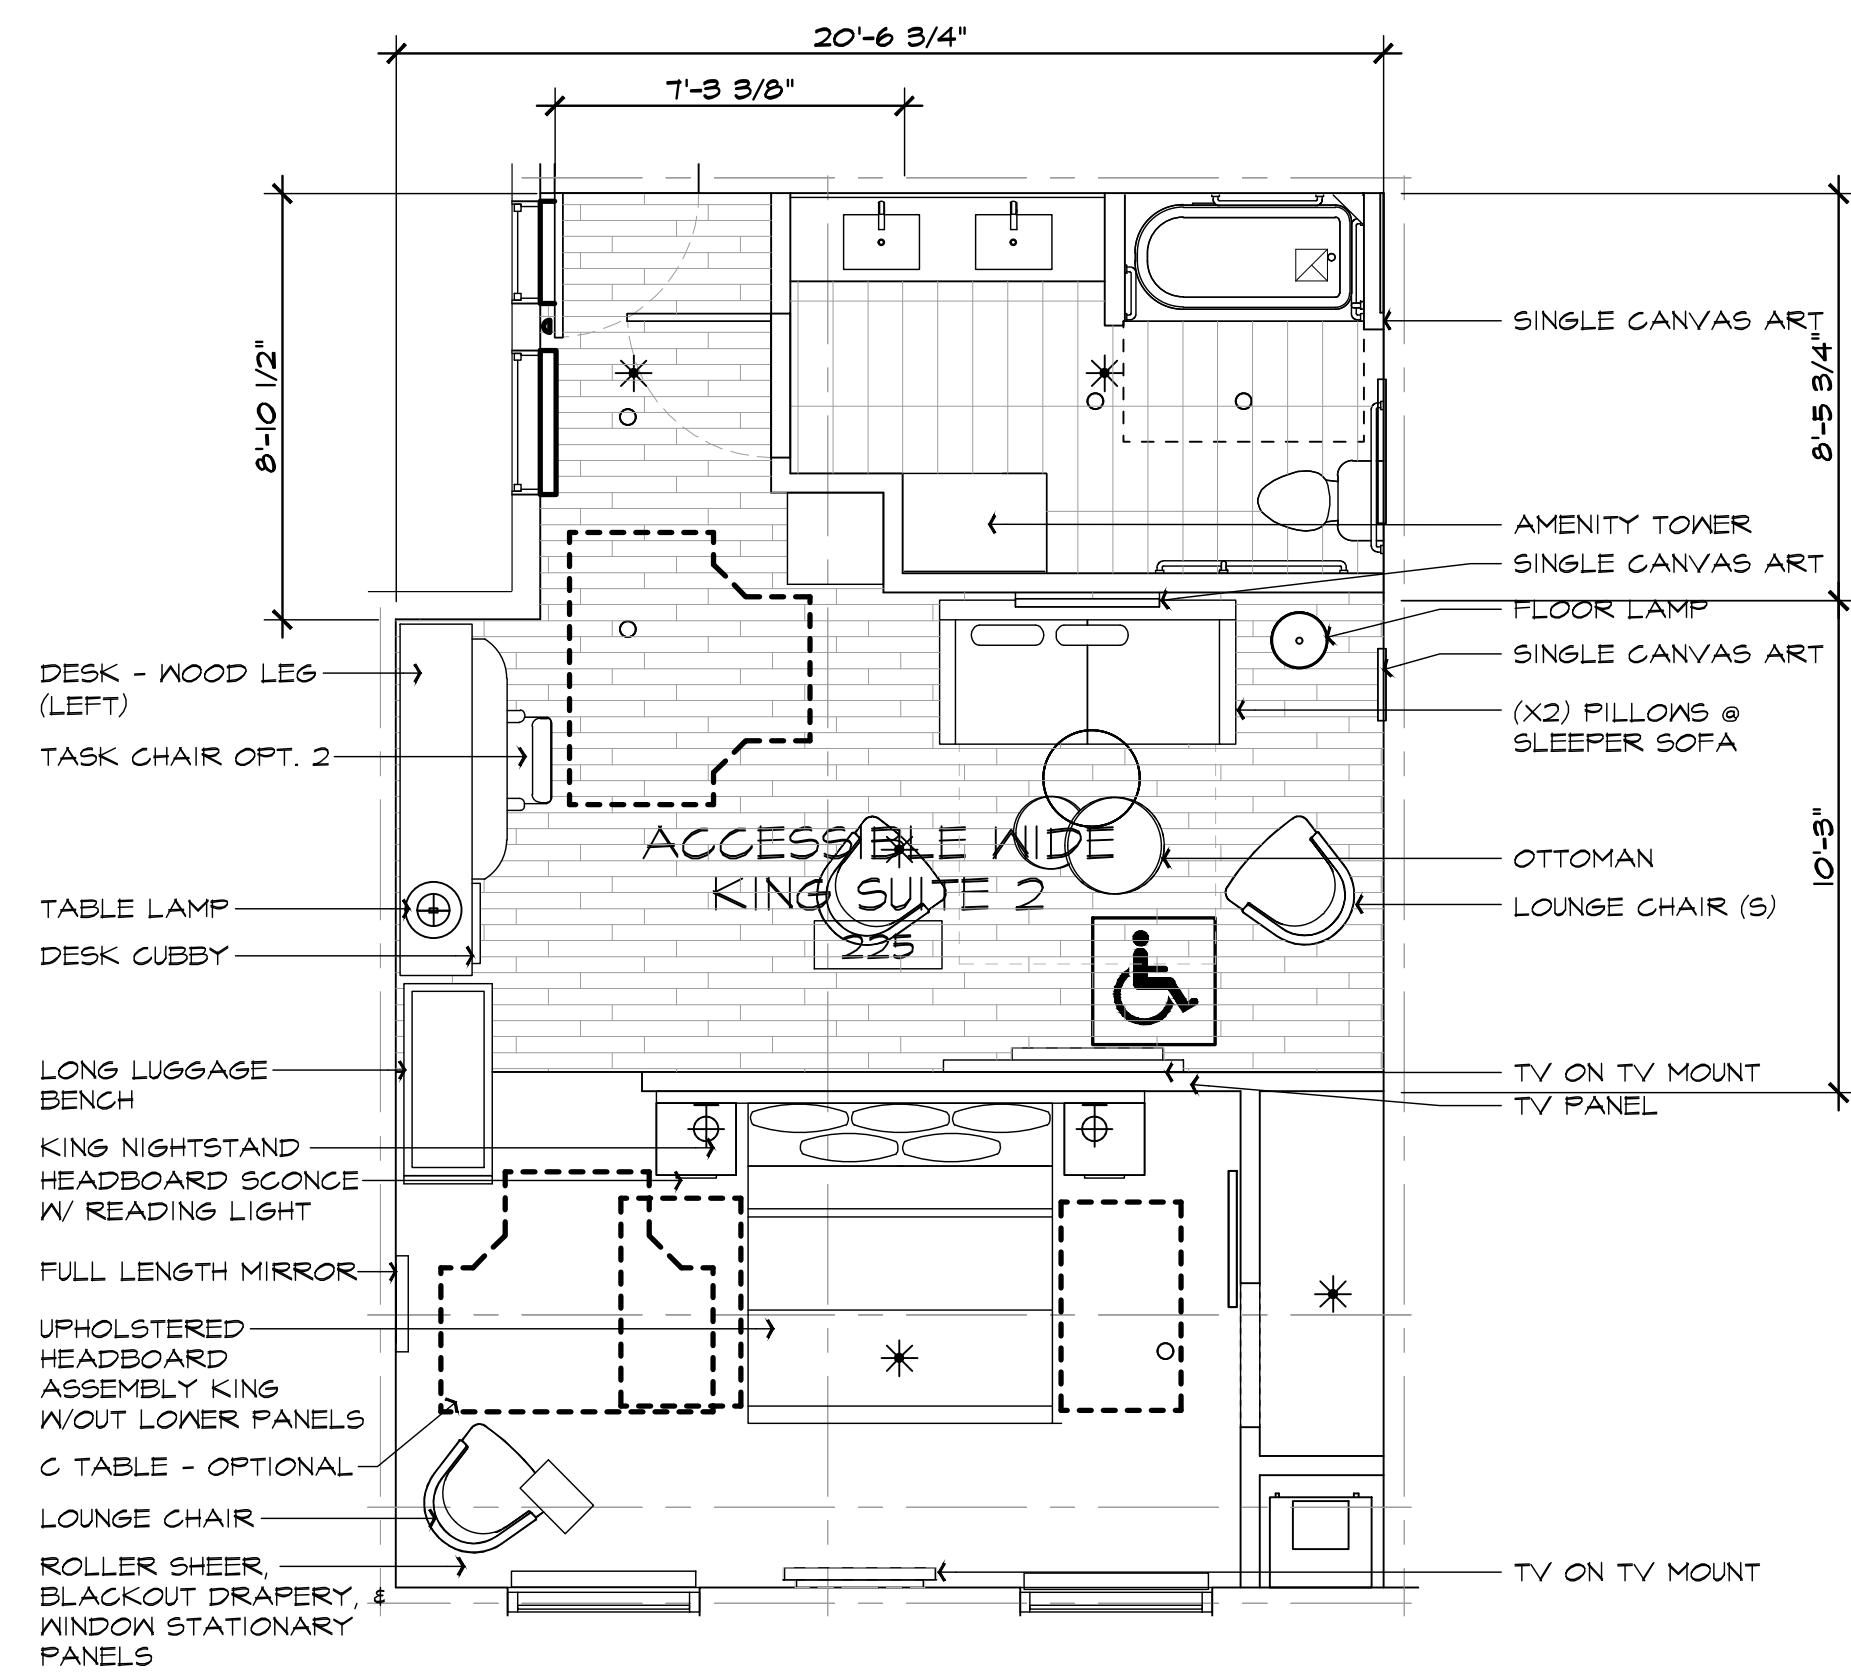 20'-6 3/4"
7'-3 3/8"
8'-10 1/2"
8'-5 3/4"
10'-3"
SINGLE CANVAS ART
AMENITY TOWER
SINGLE CANVAS ART
FLOOR LAMP
SINGLE CANVAS ART
(X2) PILLOWS @
SLEEPER SOFA
OTTOMAN
LOUNGE CHAIR (S)
TV ON TV MOUNT
TV PANEL
TV ON TV MOUNT
ACCESSIBLE WIDE
KING SUITE 2
225
DESK - WOOD LEG
(LEFT)
TASK CHAIR OPT. 2
TABLE LAMP
DESK CUBBY
LONG LUGGAGE
BENCH
KING NIGHTSTAND
HEADBOARD SCONCE
W/ READING LIGHT
FULL LENGTH MIRROR
UPHOLSTERED
HEADBOARD
ASSEMBLY KING
W/OUT LOWER PANELS
C TABLE - OPTIONAL
LOUNGE CHAIR
ROLLER SHEER,
BLACKOUT DRAPERY, &
WINDOW STATIONARY
PANELS